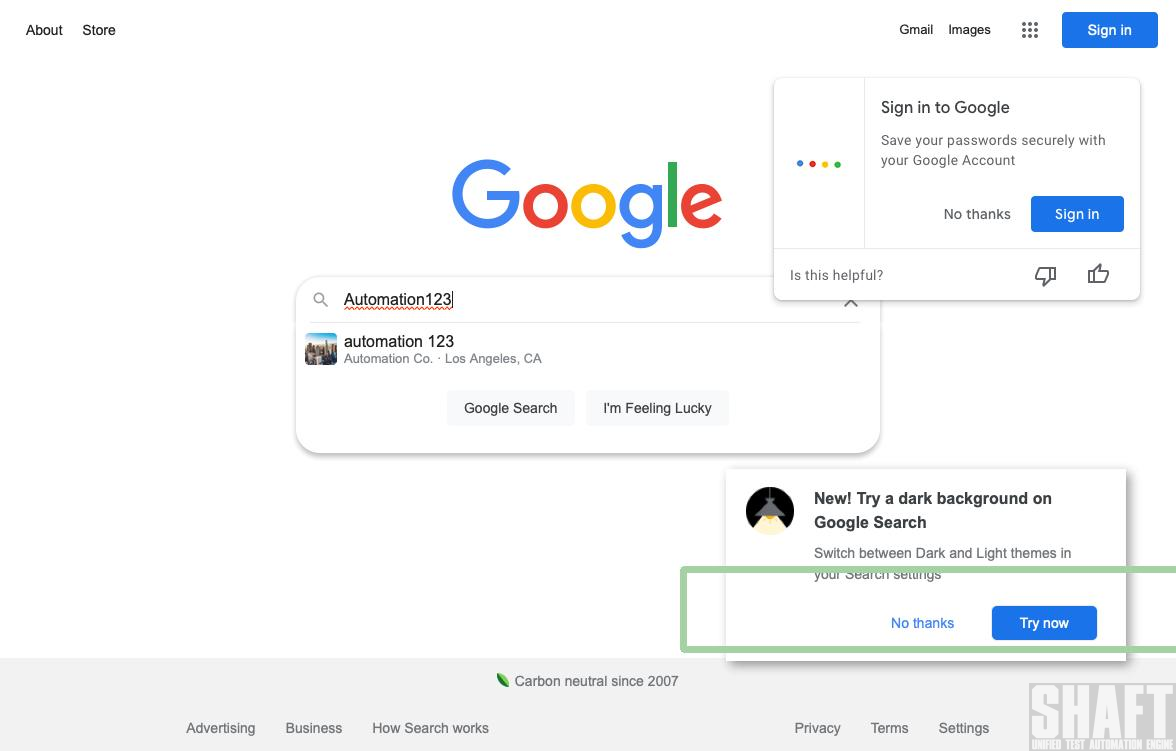 About Store
Gmail Images
Sign in
Sign in to Google
Save your passwords securely with
your Google Account
No thanks
Sign in
Is this helpful?
Google
Automation123
automation 123
Automation Co. · Los Angeles, CA
Google Search
I'm Feeling Lucky
New! Try a dark background on
Google Search
Switch between Dark and Light themes in
your Search settings
No thanks
Try now
Carbon neutral since 2007
Advertising Business How Search works
Privacy Terms Settings
SHAFT
UNIFIED TEST AUTOMATION ENGINE